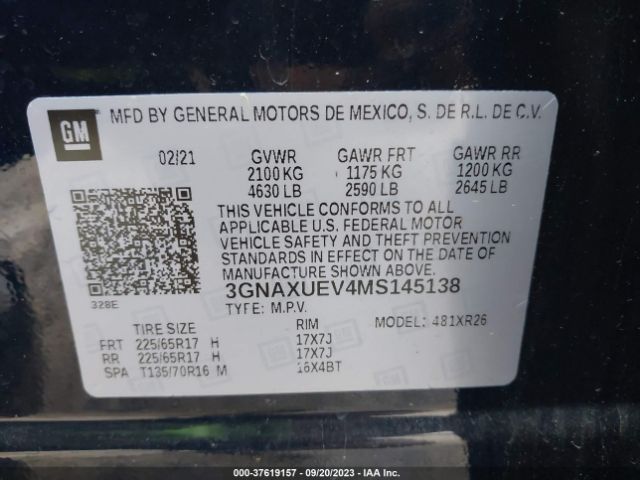 GM
MFD BY GENERAL MOTORS DE MEXICO, S. DE R.L. DE C.V.
02/21 GVWR GAWR FRT GAWR RR
2100 KG 1175 KG 1200 KG
4630 LB 2590 LB 2645 LB
THIS VEHICLE CONFORMS TO ALL
APPLICABLE U.S. FEDERAL MOTOR
VEHICLE SAFETY AND THEFT PREVENTION
STANDARDS IN EFFECT ON THE DATE OF
MANUFACTURE SHOWN ABOVE.
328E
3GNAXUEV4MS145138
TYPE: M.P.V.
TIRE SIZE RIM MODEL: 481XR26
FRT 225/65R17 H 17X7J
RR 225/65R17 H 17X7J
SPA T135/70R16 M 16X4BT
000-37619157 - 09/20/2023 - IAA Inc.